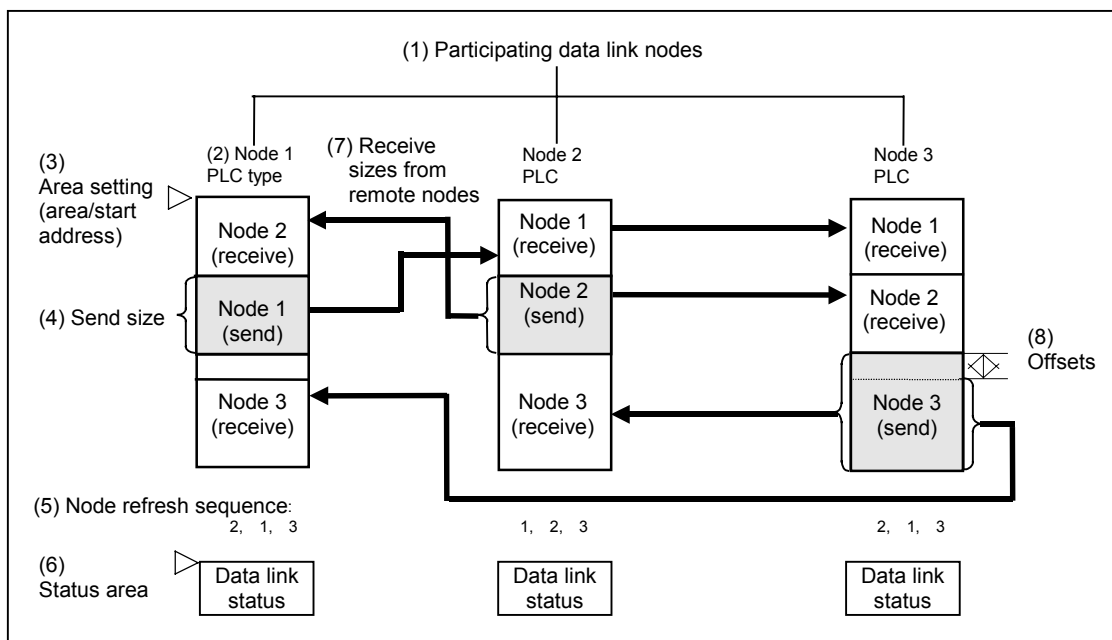 (1) Participating data link nodes
(3)
Area setting
(area/start
address)
(2) Node 1
PLC type
(7) Receive
sizes from
remote nodes
Node 2
PLC
Node 3
PLC
Node 2
(receive)
Node 1
(receive)
Node 1
(receive)
(4) Send size
Node 1
(send)
Node 2
(send)
Node 2
(receive)
(8)
Offsets
Node 3
(receive)
Node 3
(receive)
Node 3
(send)
(5) Node refresh sequence:
2, 1, 3
1, 2, 3
2, 1, 3
(6)
Status area
Data link
status
Data link
status
Data link
status